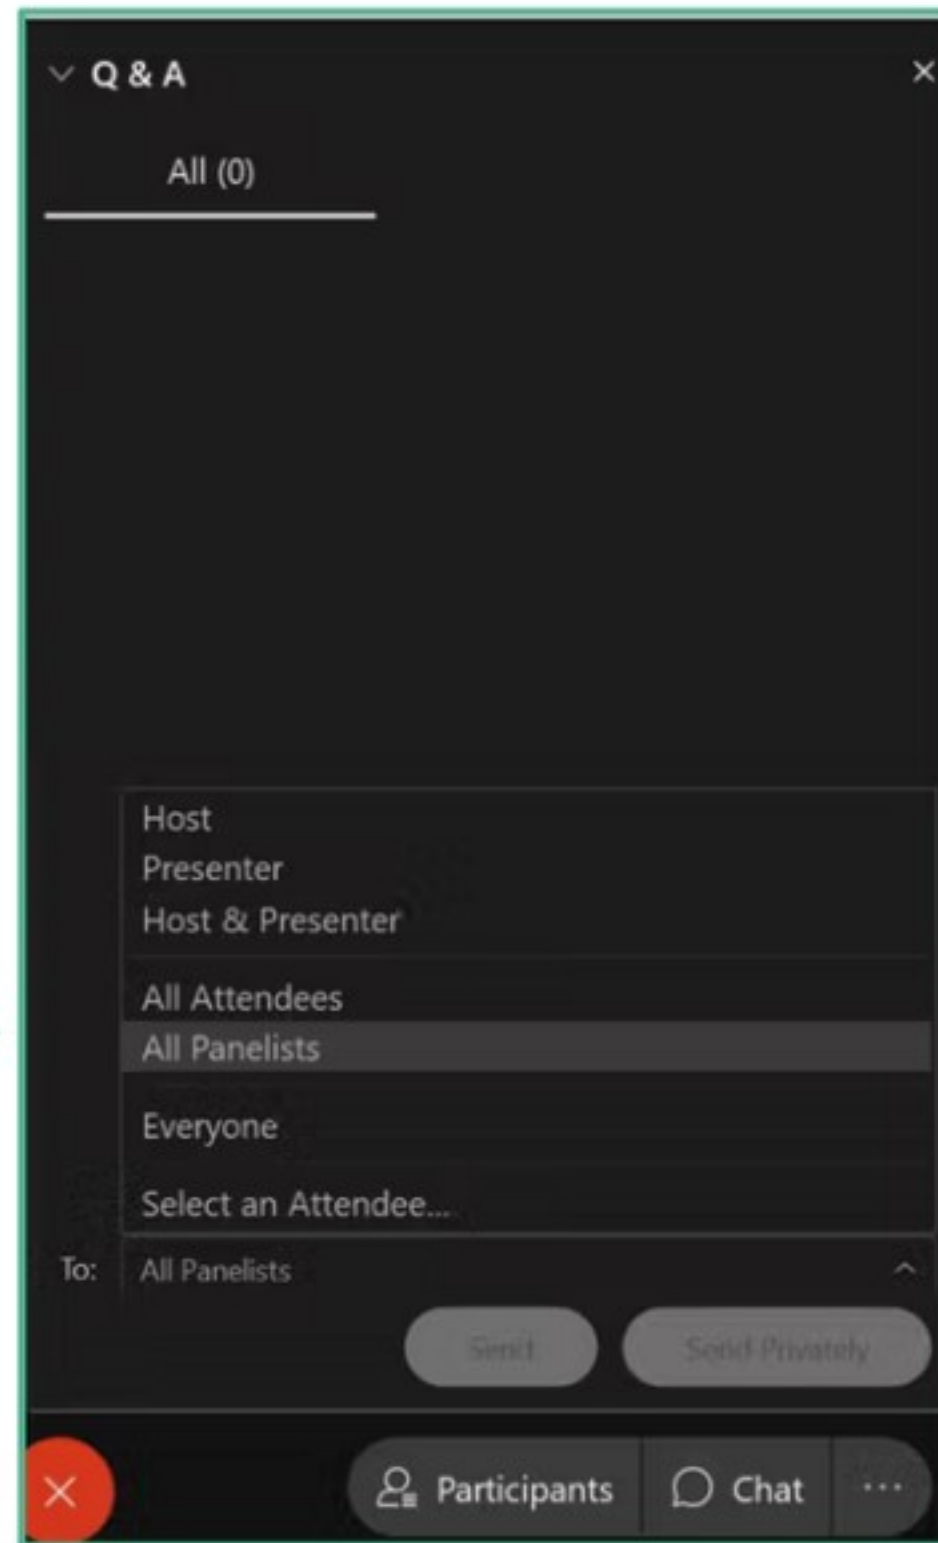 Q & A
All (0)
Host
Presenter
Host & Presenter
All Attendees
All Panelists
Everyone
Select an Attendee...
To: All Panelists
Send Send Privately
Participants Chat ...